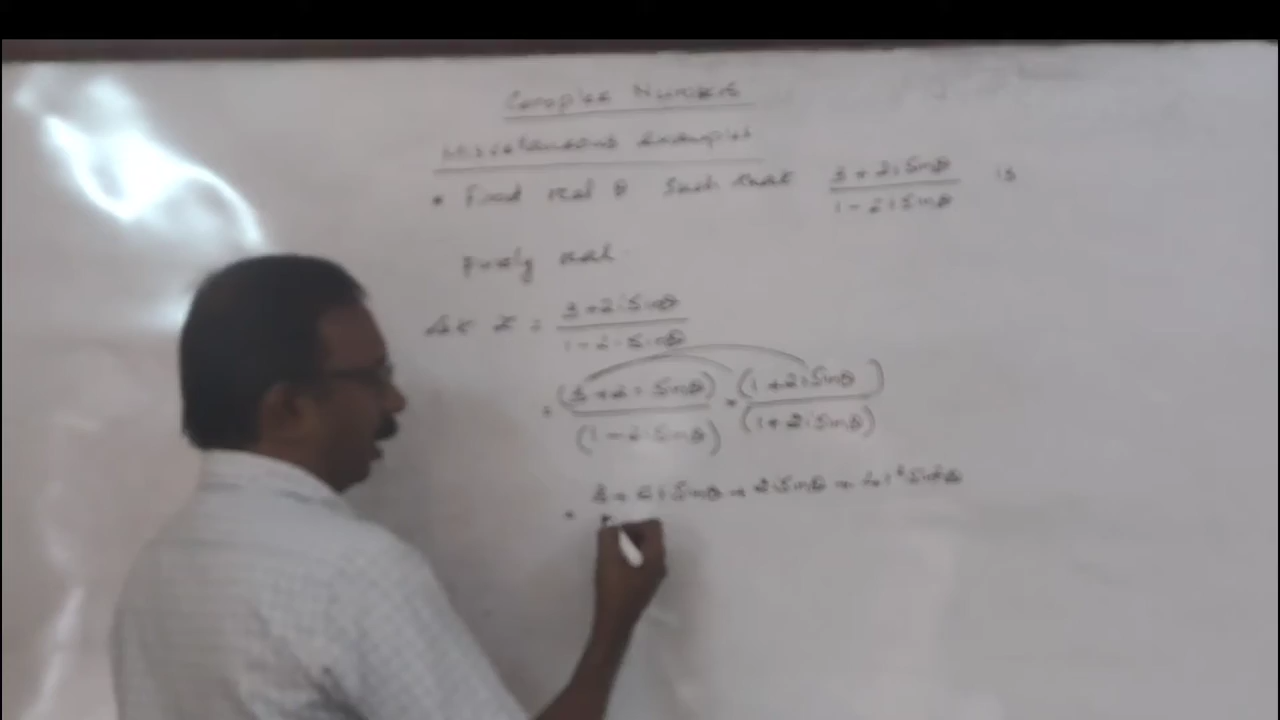 Complex Numbers
Miscellaneous Examples
* Find real θ such that (3 + 2i Sinθ)/(1 - 2i Sinθ) is
Purely real
Let Z = (3 + 2i Sinθ)/(1 - 2i Sinθ)
= (3 + 2i Sinθ)/(1 - 2i Sinθ) × (1 + 2i Sinθ)/(1 + 2i Sinθ)
= 3 + 6i Sinθ + 2i Sinθ + 4i² Sin²θ